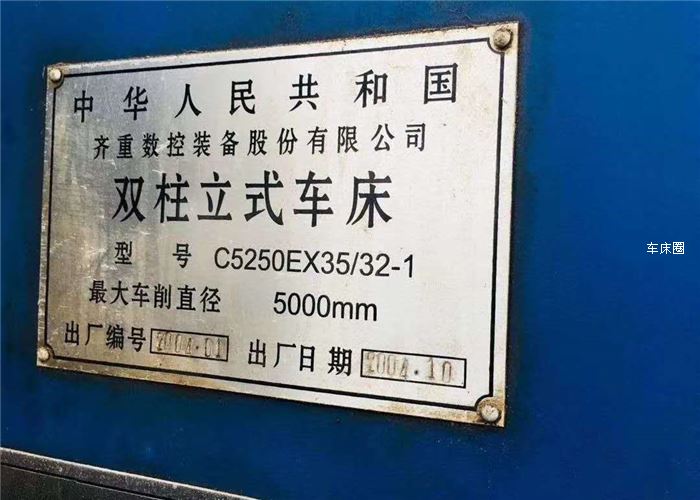 中华人民共和国
齐重数控装备股份有限公司
双柱立式车床
型号 C5250EX35/32-1
最大车削直径 5000mm
出厂编号 2004.01 出厂日期 2004.10
车床圈